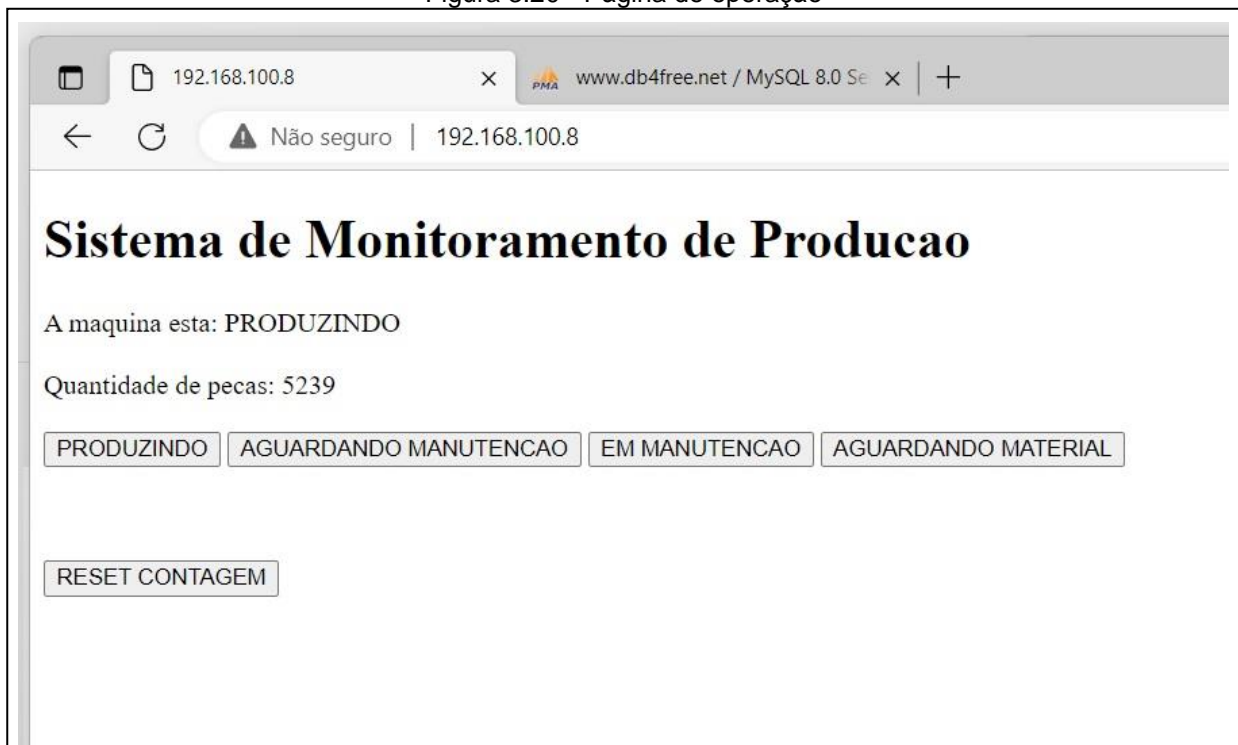 192.168.100.8
PMA www.db4free.net / MySQL 8.0 Se
Não seguro | 192.168.100.8
Sistema de Monitoramento de Producao
A maquina esta: PRODUZINDO
Quantidade de pecas: 5239
PRODUZINDO AGUARDANDO MANUTENCAO EM MANUTENCAO AGUARDANDO MATERIAL
RESET CONTAGEM